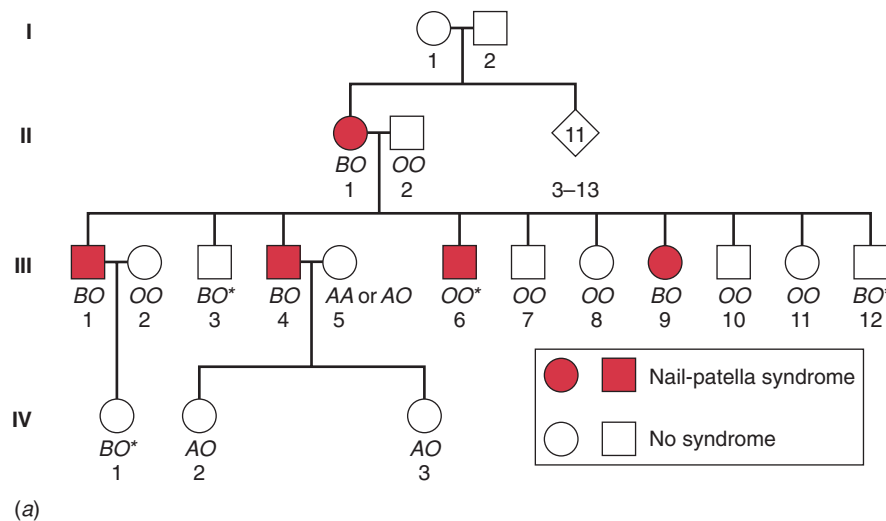 I
1 2
II
11
BO OO
1 2 3–13
III
BO OO BO* BO AA or AO OO* OO OO BO OO OO BO*
1 2 3 4 5 6 7 8 9 10 11 12
Nail-patella syndrome
No syndrome
IV
BO* AO AO
1 2 3
(a)